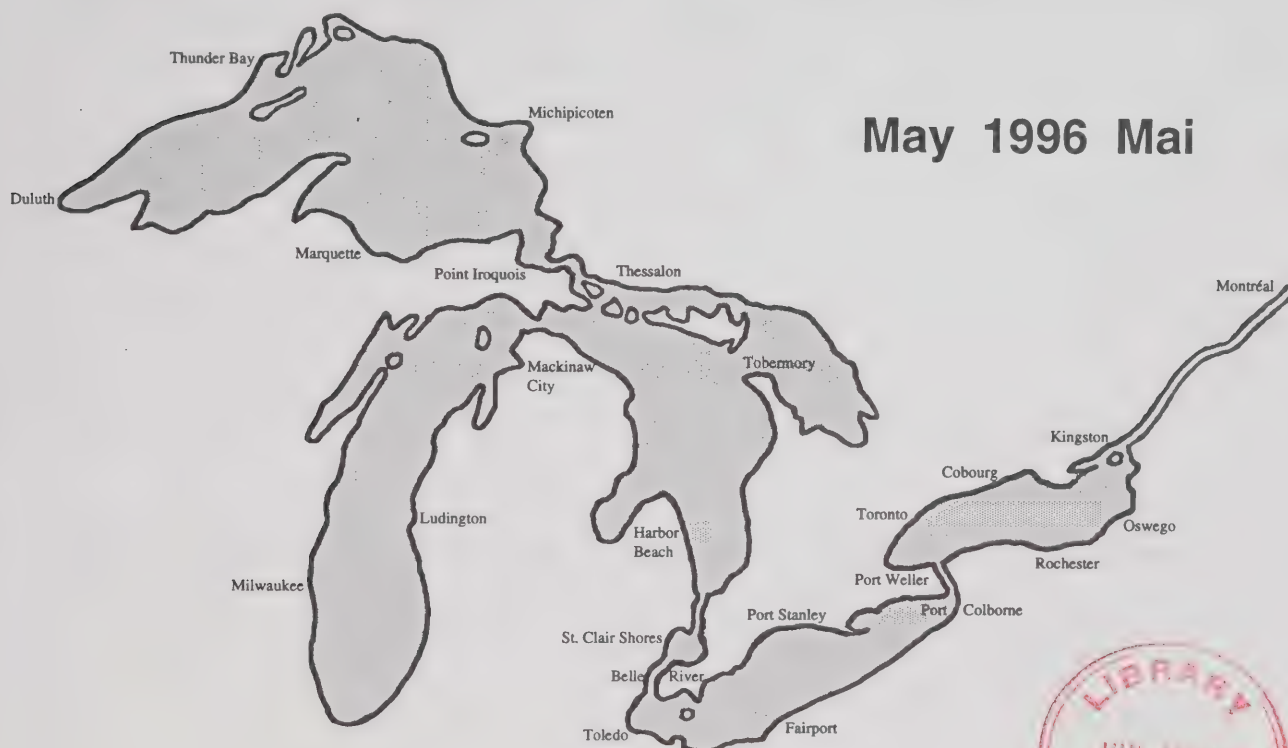 Thunder Bay
Michipicoten
May 1996 Mai
Duluth
Marquette
Point Iroquois
Thessalon
Montréal
Mackinaw
City
Tobermory
Kingston
Cobourg
Ludington
Toronto
Oswego
Harbor
Beach
Rochester
Milwaukee
Port Weller
Port Stanley
Port Colborne
St. Clair Shores
Belle River
LIBRARY
Toledo
Fairport